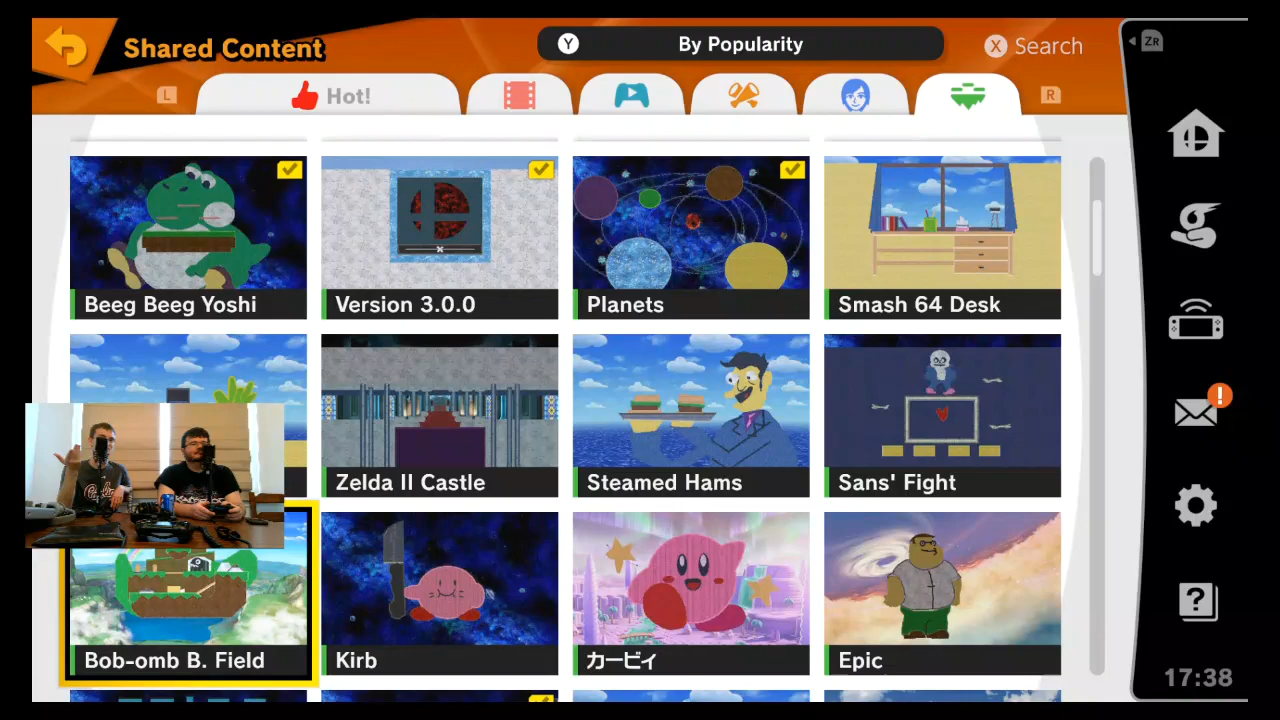 Shared Content
Y By Popularity
X Search
ZR
L
Hot!
R
Beeg Beeg Yoshi
Version 3.0.0
Planets
Smash 64 Desk
Zelda II Castle
Steamed Hams
Sans' Fight
Bob-omb B. Field
Kirb
カービィ
Epic
!
?
17:38